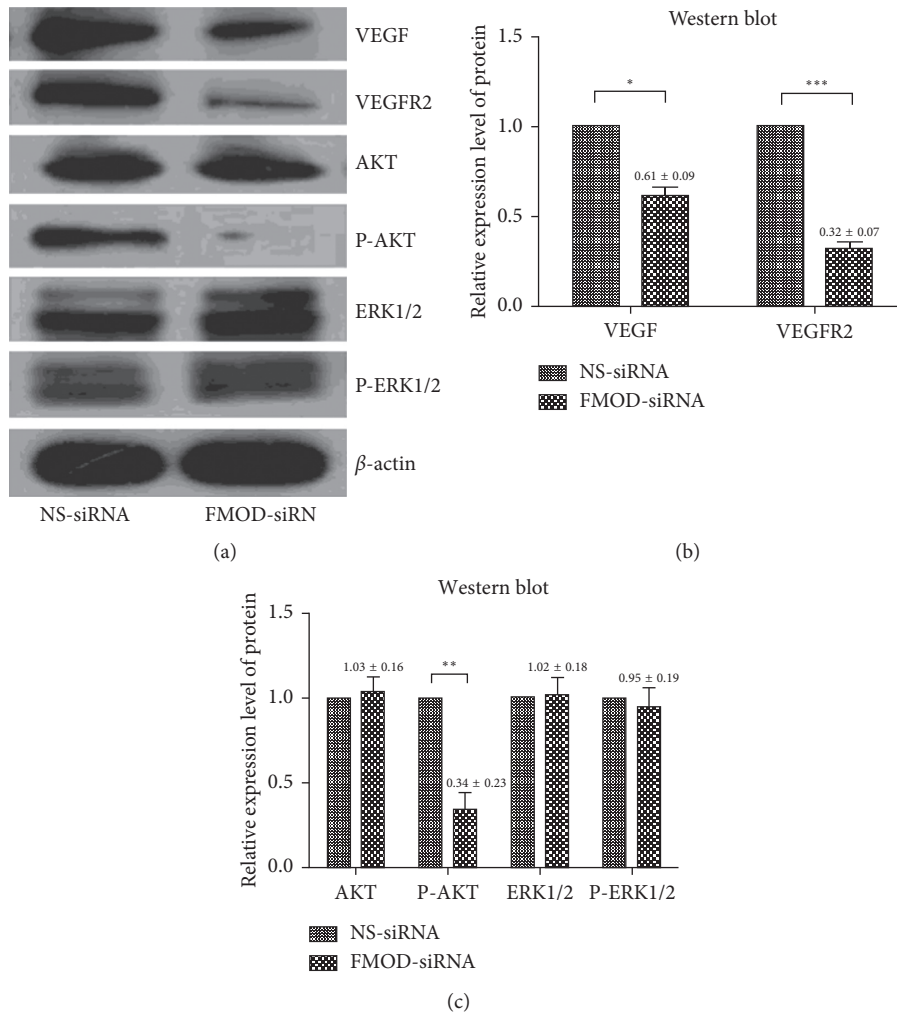 VEGF
VEGFR2
AKT
P-AKT
ERK1/2
P-ERK1/2
β-actin
NS-siRNA FMOD-siRN
(a)
Western blot
Relative expression level of protein
1.5
1.0
0.5
0.0
*
***
0.61 ± 0.09
0.32 ± 0.07
VEGF VEGFR2
NS-siRNA
FMOD-siRNA
(b)
Western blot
Relative expression level of protein
1.5
1.0
0.5
0.0
1.03 ± 0.16
**
0.34 ± 0.23
1.02 ± 0.18
0.95 ± 0.19
AKT P-AKT ERK1/2 P-ERK1/2
NS-siRNA
FMOD-siRNA
(c)